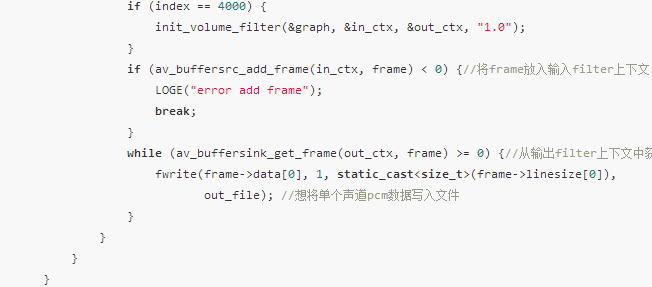 if (index == 4000) {
init_volume_filter(&graph, &in_ctx, &out_ctx, "1.0");
}
if (av_buffersrc_add_frame(in_ctx, frame) < 0) {//将frame放入输入filter上下文
LOGE("error add frame");
break;
}
while (av_buffersink_get_frame(out_ctx, frame) >= 0) {//从输出filter上下文中获
fwrite(frame->data[0], 1, static_cast<size_t>(frame->linesize[0]),
out_file); //想将单个声道pcm数据写入文件
}
}
}
}